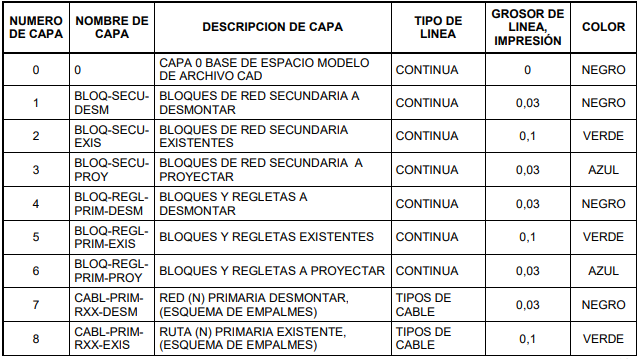 NUMERO DE CAPA | NOMBRE DE CAPA | DESCRIPCION DE CAPA | TIPO DE LINEA | GROSOR DE LINEA, IMPRESIÓN | COLOR
0 | 0 | CAPA 0 BASE DE ESPACIO MODELO DE ARCHIVO CAD | CONTINUA | 0 | NEGRO
1 | BLOQ-SECU-DESM | BLOQUES DE RED SECUNDARIA A DESMONTAR | CONTINUA | 0,03 | NEGRO
2 | BLOQ-SECU-EXIS | BLOQUES DE RED SECUNDARIA EXISTENTES | CONTINUA | 0,1 | VERDE
3 | BLOQ-SECU-PROY | BLOQUES DE RED SECUNDARIA A PROYECTAR | CONTINUA | 0,03 | AZUL
4 | BLOQ-REGL-PRIM-DESM | BLOQUES Y REGLETAS A DESMONTAR | CONTINUA | 0,03 | NEGRO
5 | BLOQ-REGL-PRIM-EXIS | BLOQUES Y REGLETAS EXISTENTES | CONTINUA | 0,1 | VERDE
6 | BLOQ-REGL-PRIM-PROY | BLOQUES Y REGLETAS A PROYECTAR | CONTINUA | 0,03 | AZUL
7 | CABL-PRIM-RXX-DESM | RED (N) PRIMARIA DESMONTAR, (ESQUEMA DE EMPALMES) | TIPOS DE CABLE | 0,03 | NEGRO
8 | CABL-PRIM-RXX-EXIS | RUTA (N) PRIMARIA EXISTENTE, (ESQUEMA DE EMPALMES) | TIPOS DE CABLE | 0,1 | VERDE